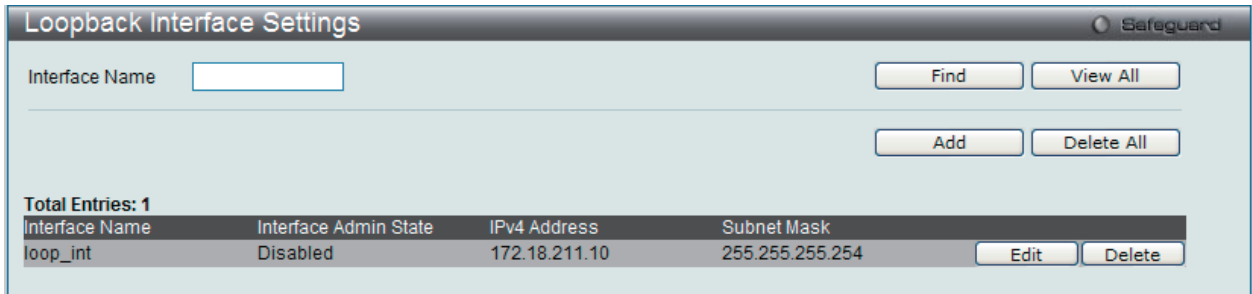 Loopback Interface Settings Safeguard
Interface Name Find View All
Add Delete All
Total Entries: 1
Interface Name Interface Admin State IPv4 Address Subnet Mask
loop_int Disabled 172.18.211.10 255.255.255.254 Edit Delete